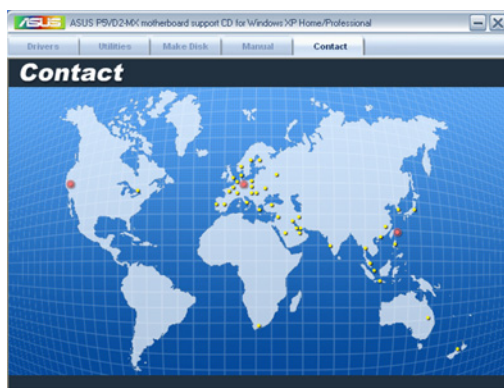 ASUS ASUS P5VD2-MX motherboard support CD for Windows XP Home/Professional
Drivers Utilities Make Disk Manual Contact
Contact